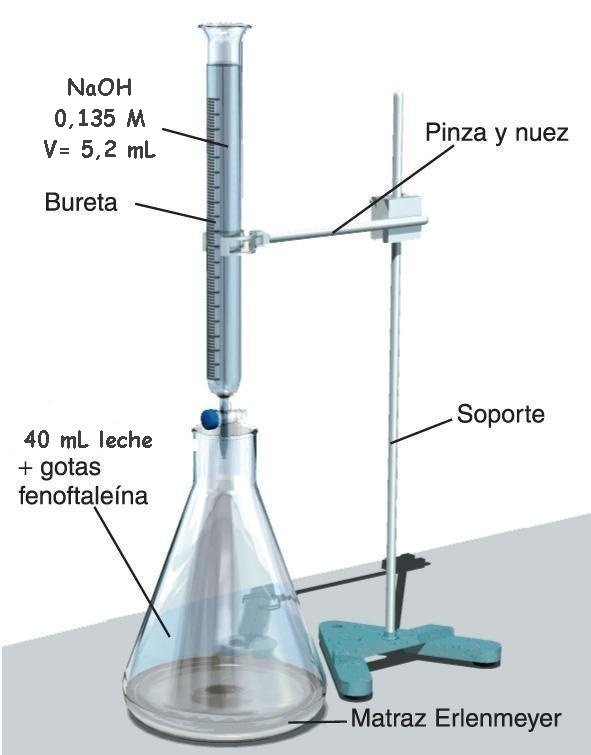 NaOH
0,135 M
V= 5,2 mL
Pinza y nuez
Bureta
Soporte
40 mL leche
+ gotas
fenoftaleína
Matraz Erlenmeyer